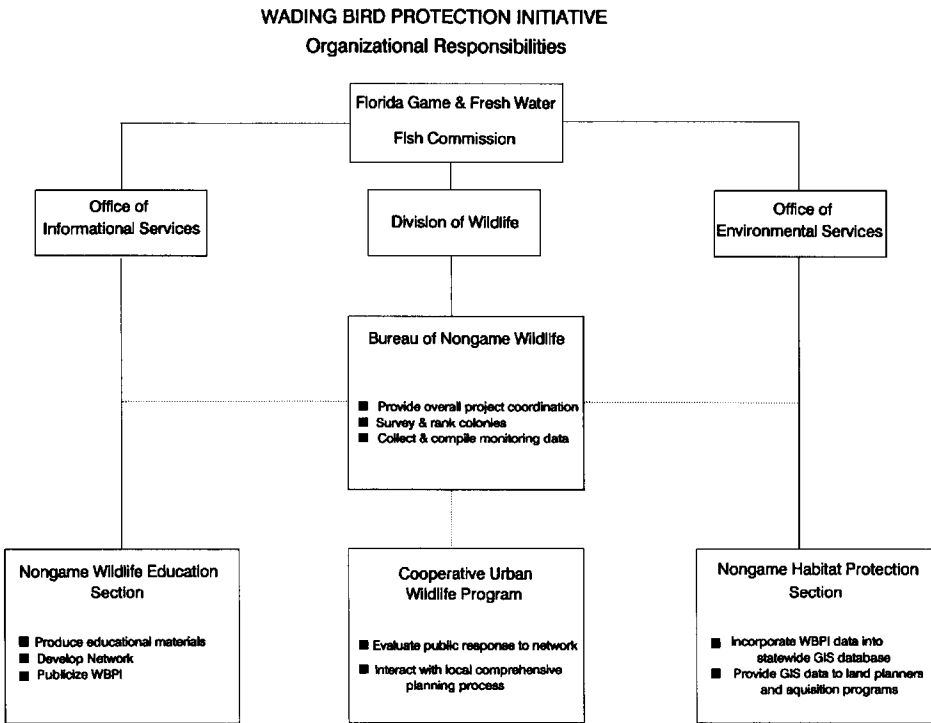 WADING BIRD PROTECTION INITIATIVE
Organizational Responsibilities
Florida Game & Fresh Water
Fish Commission
Office of
Informational Services
Division of Wildlife
Office of
Environmental Services
Bureau of Nongame Wildlife
■ Provide overall project coordination
■ Survey & rank colonies
■ Collect & compile monitoring data
Nongame Wildlife Education
Section
■ Produce educational materials
■ Develop Network
■ Publicize WBPI
Cooperative Urban
Wildlife Program
■ Evaluate public response to network
■ Interact with local comprehensive
planning process
Nongame Habitat Protection
Section
■ Incorporate WBPI data into
statewide GIS database
■ Provide GIS data to land planners
and aquisition programs